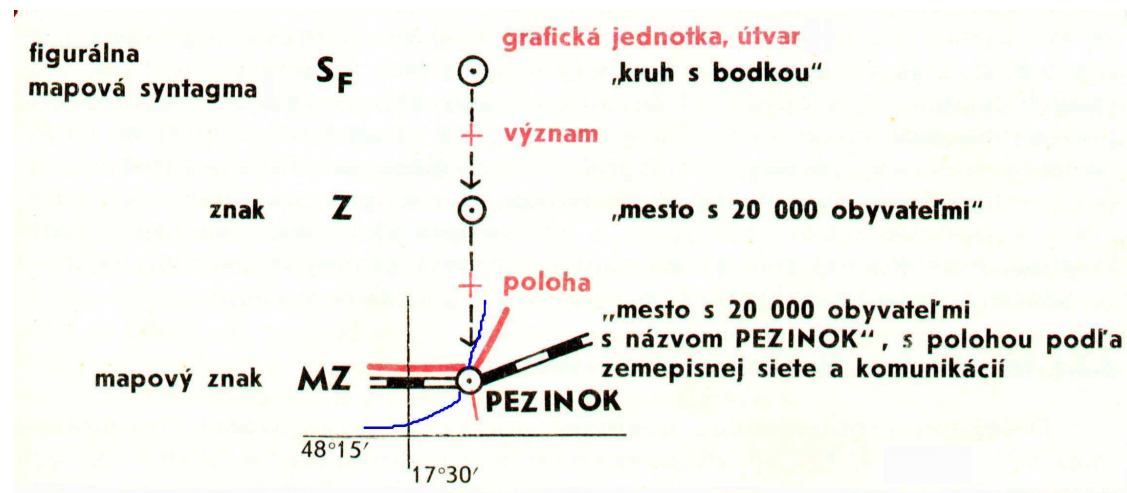 grafická jednotka, útvar
figurálna
mapová syntagma
S_F
„kruh s bodkou“
+ význam
znak
Z
„mesto s 20 000 obyvateľmi“
+ poloha
„mesto s 20 000 obyvateľmi
s názvom PEZINOK“, s polohou podľa
zemepisnej siete a komunikácií
mapový znak
MZ
PEZINOK
48°15′
17°30′